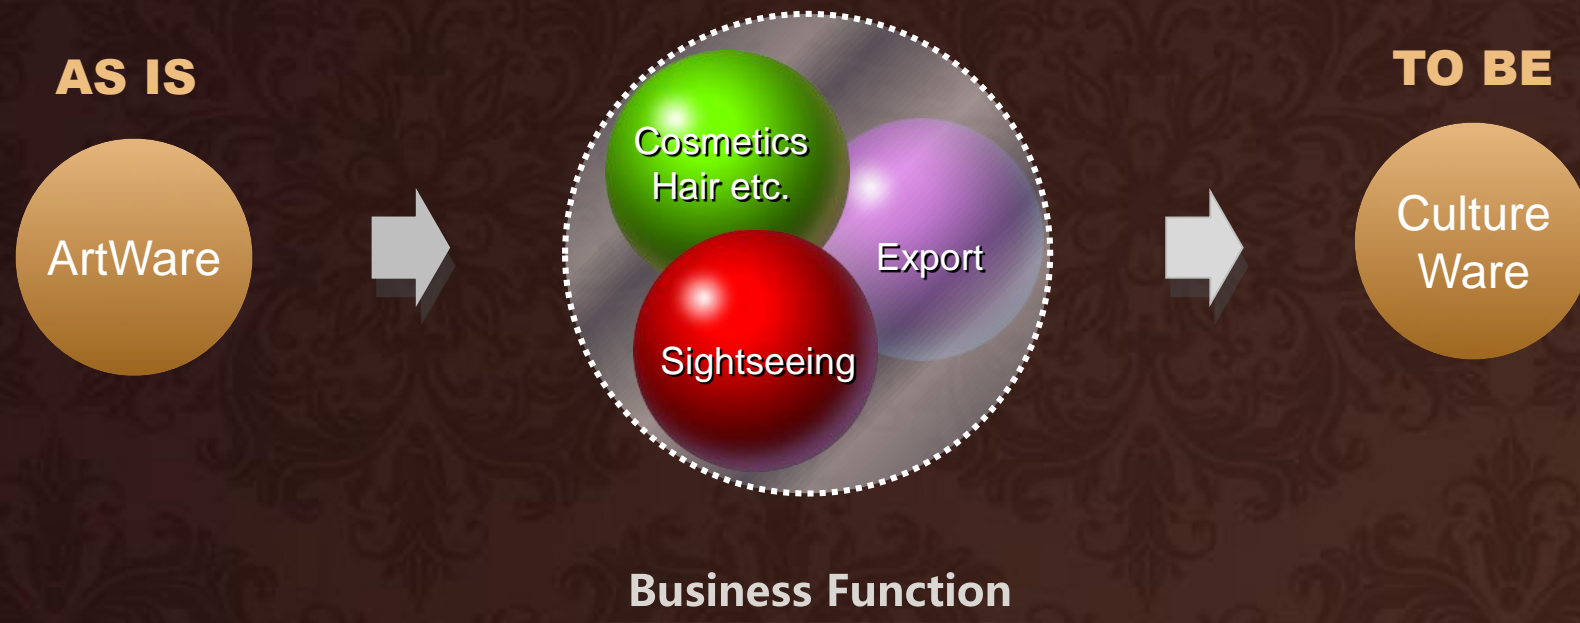 AS IS
TO BE
ArtWare
Cosmetics
Hair etc.
Export
Sightseeing
Culture
Ware
Business Function